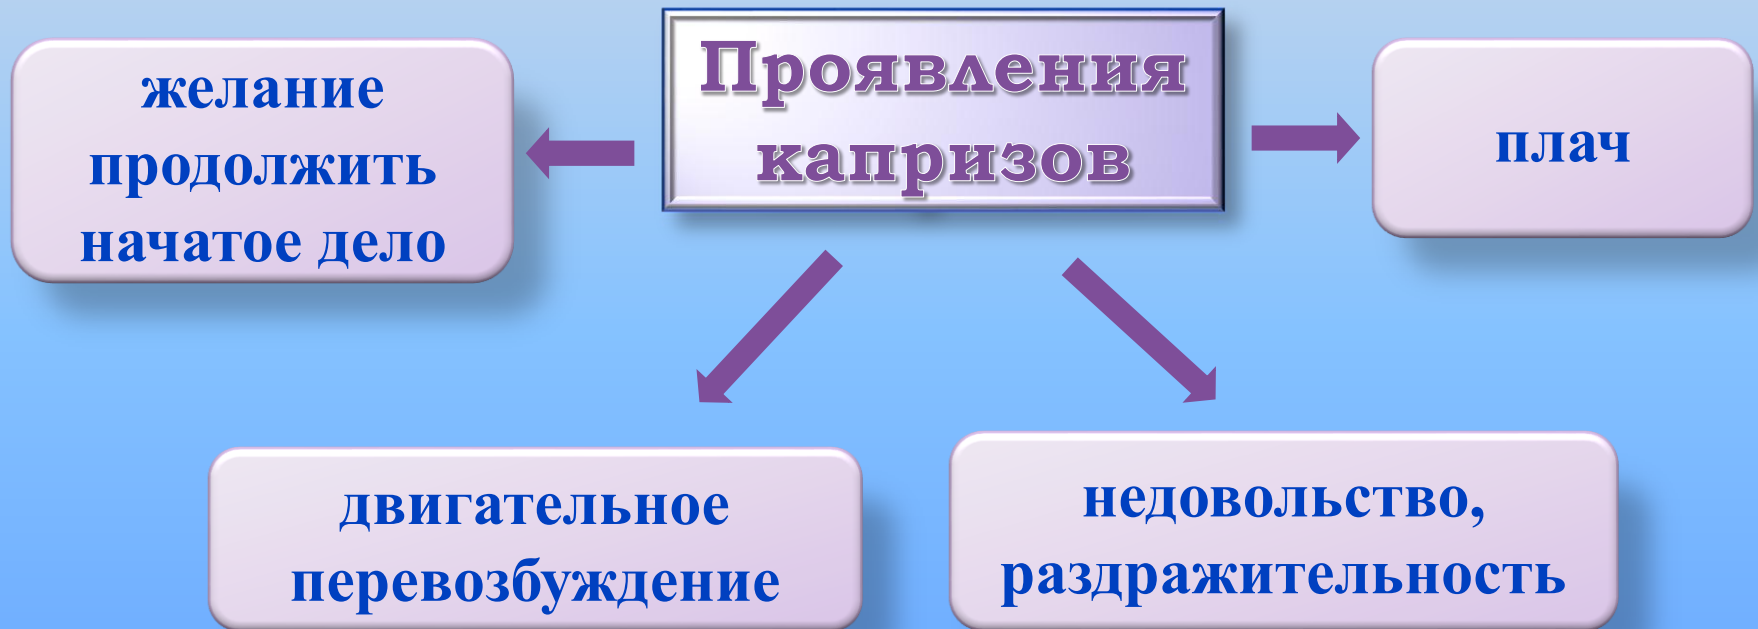 Проявления
капризов
желание
продолжить
начатое дело
плач
двигательное
перевозбуждение
недовольство,
раздражительность